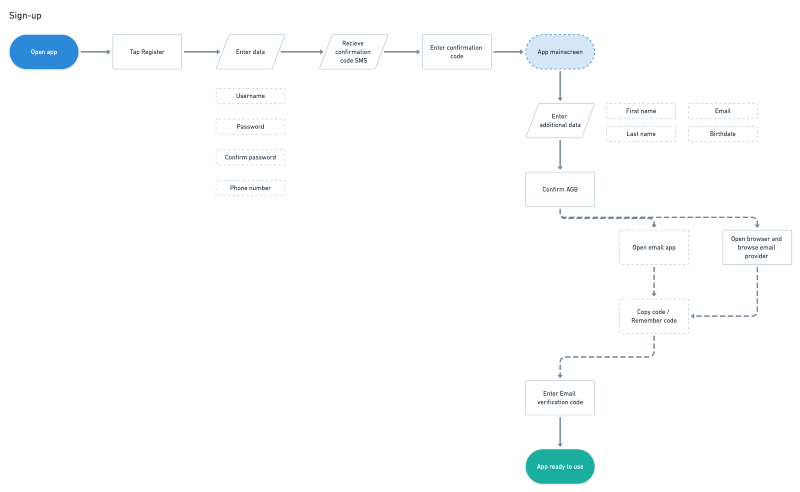 Sign-up
Open app
Tap Register
Enter data
Recieve
confirmation
code SMS
Enter confirmation
code
App mainscreen
Username
Password
Confirm password
Phone number
Enter
additional data
First name
Email
Last name
Birthdate
Confirm AGB
Open email app
Open browser and
browse email
provider
Copy code /
Remember code
Enter Email
verification code
App ready to use